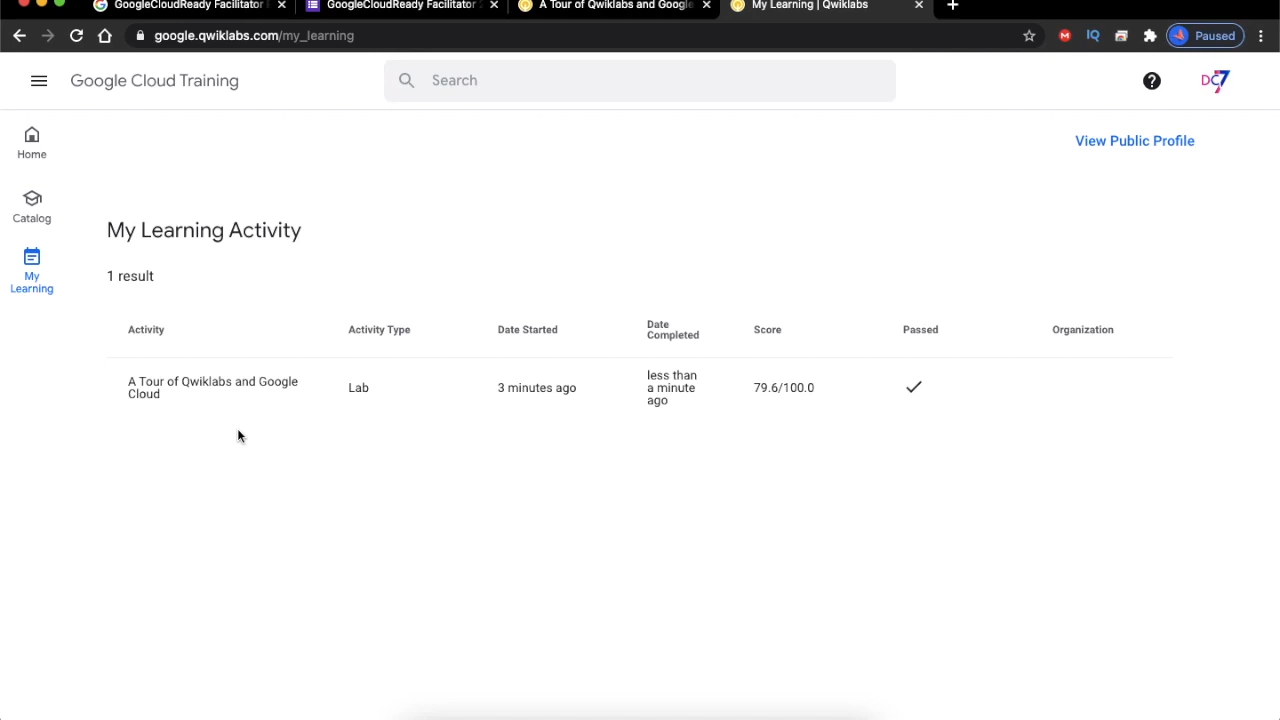 GoogleCloudReady Facilitator
GoogleCloudReady Facilitator
A Tour of Qwiklabs and Google
My Learning | Qwiklabs
google.qwiklabs.com/my_learning
M
IQ
Paused
Google Cloud Training
Search
?
DC7
Home
Catalog
My
Learning
View Public Profile
My Learning Activity
1 result
Activity
Activity Type
Date Started
Date
Completed
Score
Passed
Organization
A Tour of Qwiklabs and Google
Cloud
Lab
3 minutes ago
less than
a minute
ago
79.6/100.0